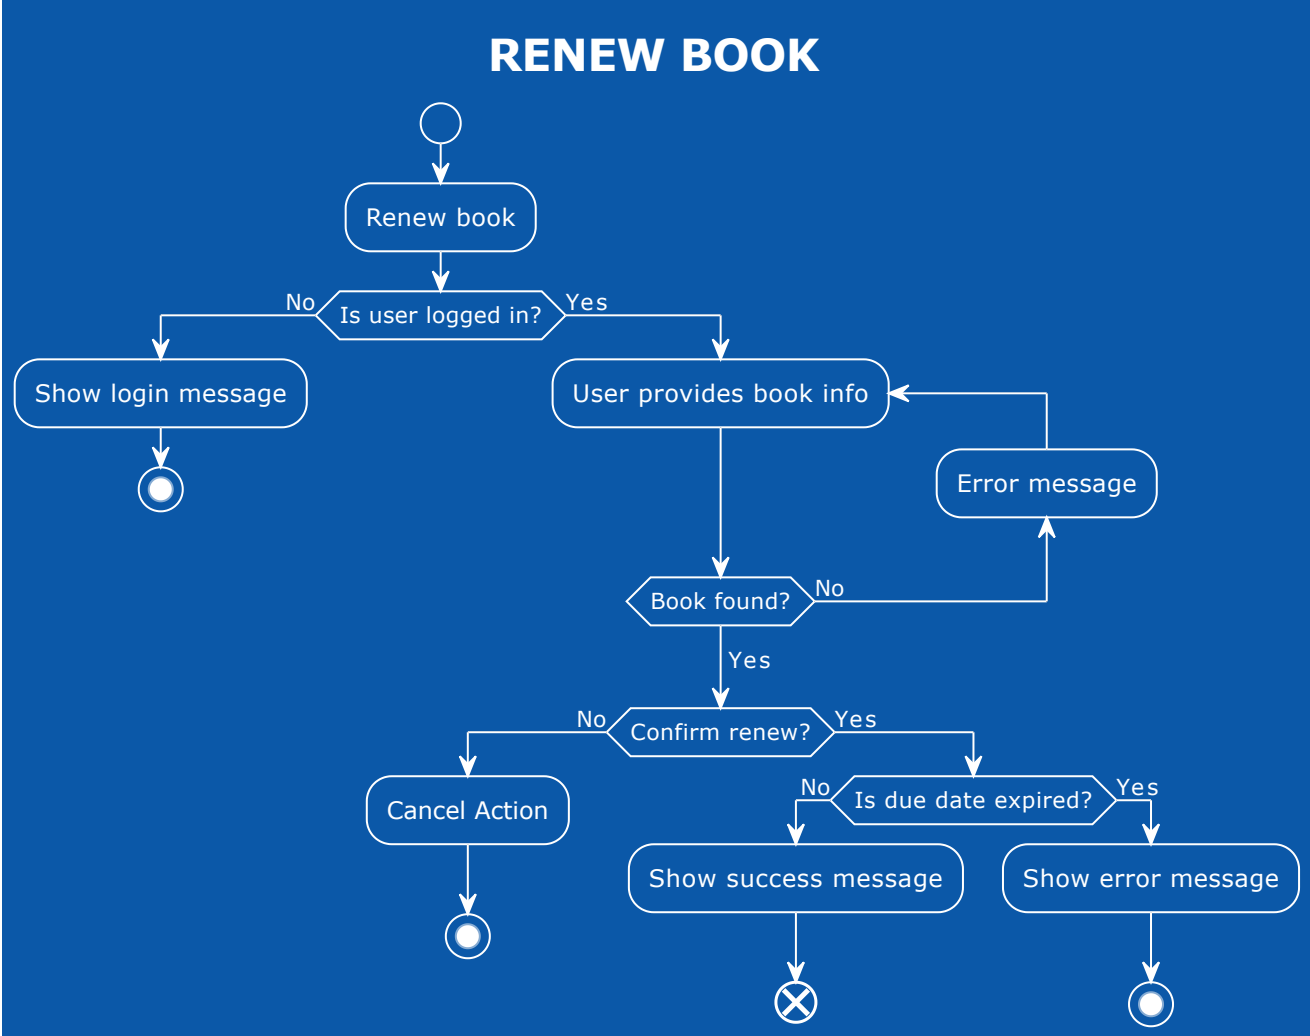 RENEW BOOK
Renew book
No
Is user logged in?
Yes
Show login message
User provides book info
Error message
Book found?
No
Yes
No
Confirm renew?
Yes
Cancel Action
No
Is due date expired?
Yes
Show success message
Show error message